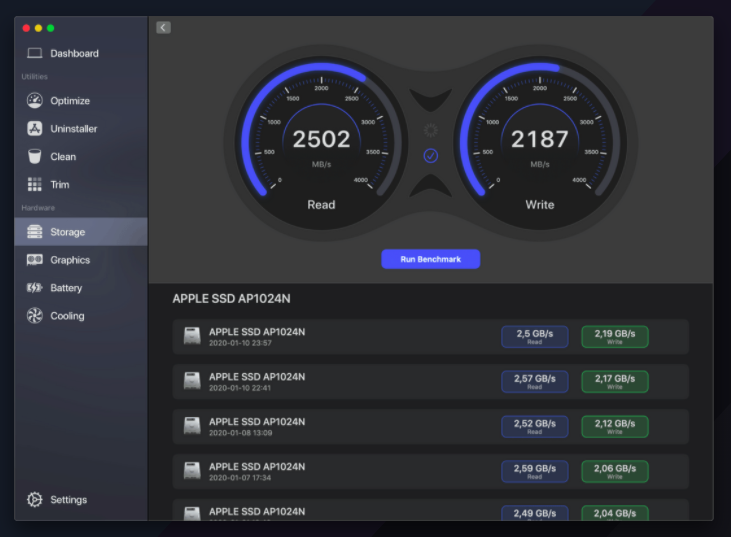 Dashboard
Utilities
Optimize
Uninstaller
Clean
Trim
Hardware
Storage
Graphics
Battery
Cooling
Settings
0
500
1000
1500
2000
2500
3000
3500
4000
2502
MB/s
Read
0
500
1000
1500
2000
2500
3000
3500
4000
2187
MB/s
Write
Run Benchmark
APPLE SSD AP1024N
APPLE SSD AP1024N
2020-01-10 23:57
2,5 GB/s
Read
2,19 GB/s
Write
APPLE SSD AP1024N
2020-01-10 22:41
2,57 GB/s
Read
2,17 GB/s
Write
APPLE SSD AP1024N
2020-01-08 13:09
2,52 GB/s
Read
2,12 GB/s
Write
APPLE SSD AP1024N
2020-01-07 17:34
2,59 GB/s
Read
2,06 GB/s
Write
APPLE SSD AP1024N
2,49 GB/s
2,04 GB/s